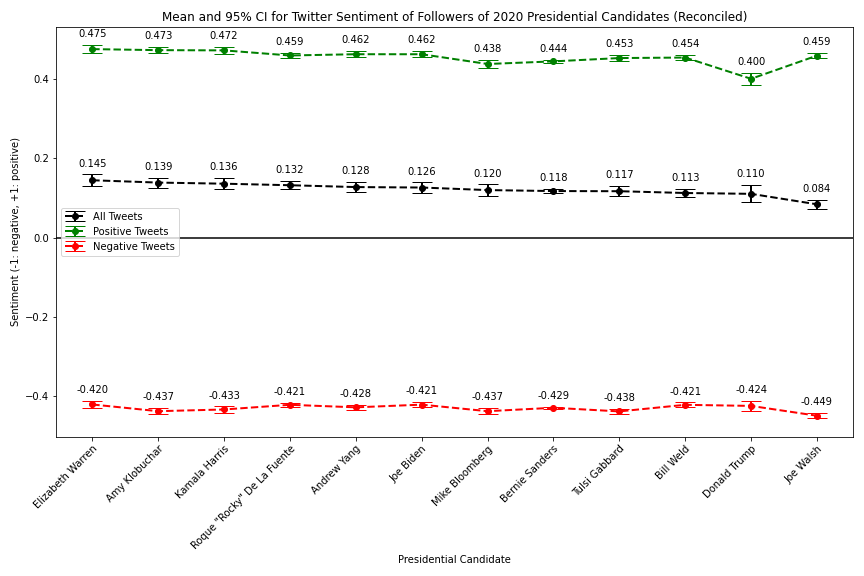 Mean and 95% CI for Twitter Sentiment of Followers of 2020 Presidential Candidates (Reconciled)
0.475 0.473 0.472 0.459 0.462 0.462 0.438 0.444 0.453 0.454 0.400 0.459
0.145 0.139 0.136 0.132 0.128 0.126 0.120 0.118 0.117 0.113 0.110 0.084
-0.420 -0.437 -0.433 -0.421 -0.428 -0.421 -0.437 -0.429 -0.438 -0.421 -0.424 -0.449
All Tweets
Positive Tweets
Negative Tweets
Sentiment (-1: negative, +1: positive)
0.4
0.2
0.0
−0.2
−0.4
Elizabeth Warren
Amy Klobuchar
Kamala Harris
Roque "Rocky" De La Fuente
Andrew Yang
Joe Biden
Mike Bloomberg
Bernie Sanders
Tulsi Gabbard
Bill Weld
Donald Trump
Joe Walsh
Presidential Candidate